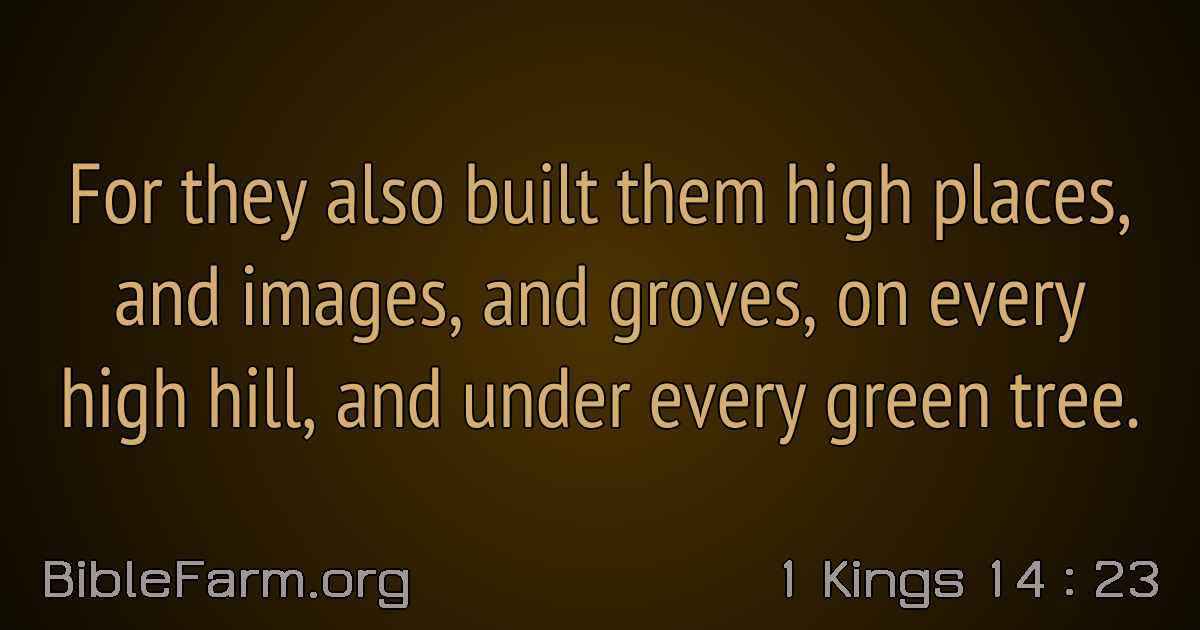 For they also built them high places,
and images, and groves, on every
high hill, and under every green tree.
BibleFarm.org
1 Kings 14 : 23